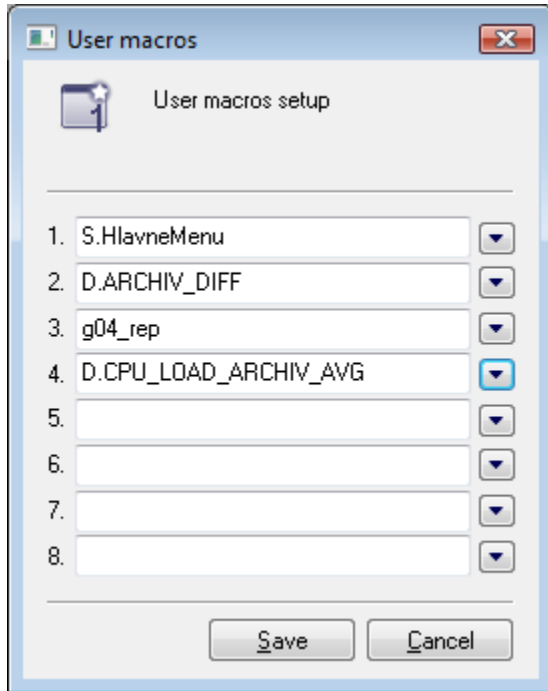 User macros
User macros setup
1. S.HlavneMenu
2. D.ARCHIV_DIFF
3. g04_rep
4. D.CPU_LOAD_ARCHIV_AVG
5.
6.
7.
8.
Save Cancel